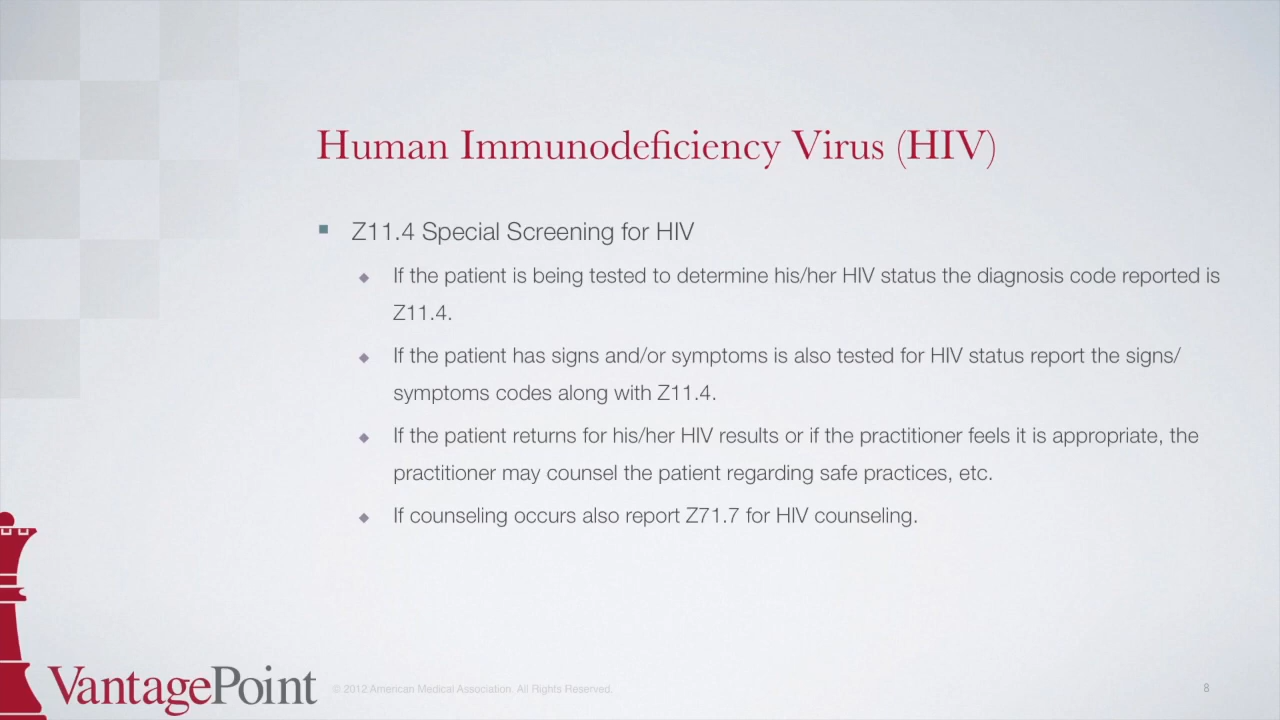 Human Immunodeficiency Virus (HIV)
Z11.4 Special Screening for HIV
If the patient is being tested to determine his/her HIV status the diagnosis code reported is
Z11.4.
If the patient has signs and/or symptoms is also tested for HIV status report the signs/
symptoms codes along with Z11.4.
If the patient returns for his/her HIV results or if the practitioner feels it is appropriate, the
practitioner may counsel the patient regarding safe practices, etc.
If counseling occurs also report Z71.7 for HIV counseling.
VantagePoint
© 2012 American Medical Association. All Rights Reserved.
8